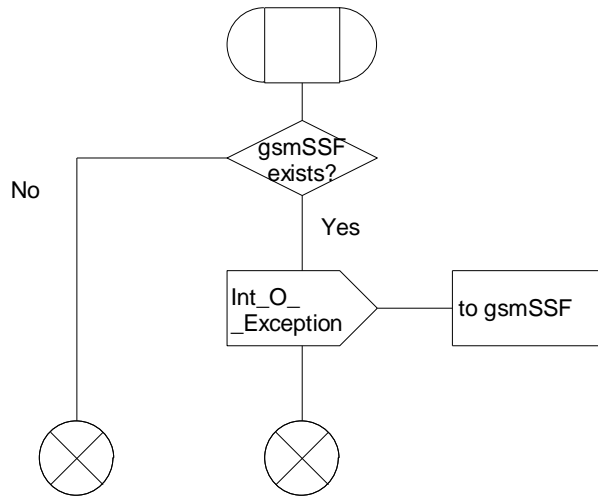 gsmSSF
exists?
No
Yes
Int_O_
_Exception
to gsmSSF